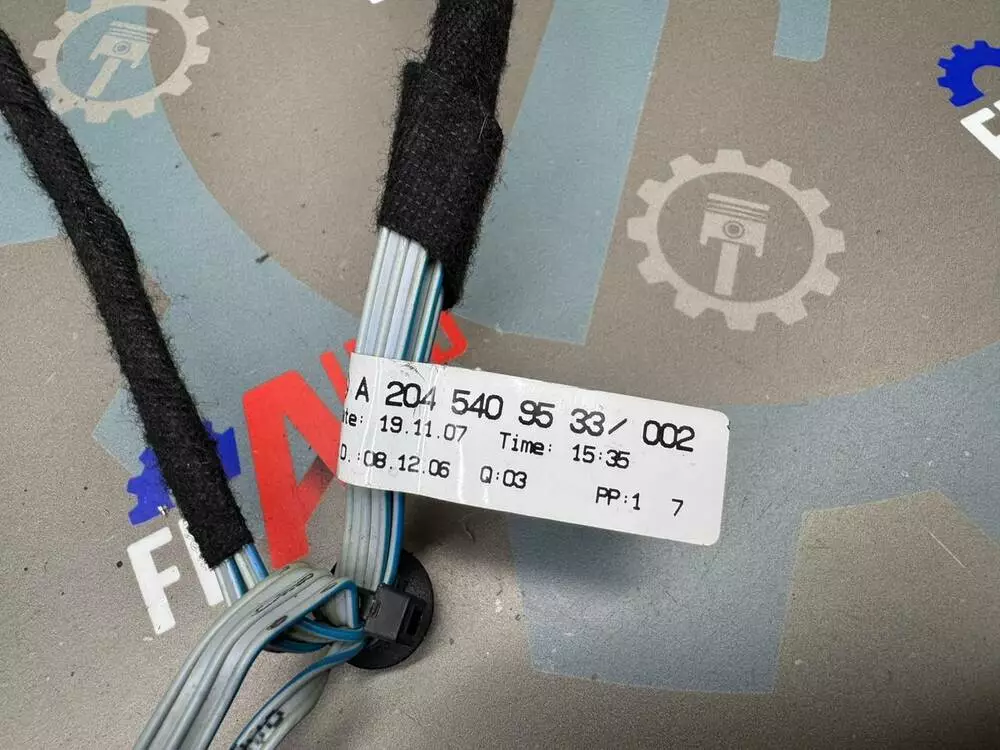 A 204 540 95 33/ 002
te: 19.11.07 Time: 15:35
.:08.12.06 Q:03 PP:1 7